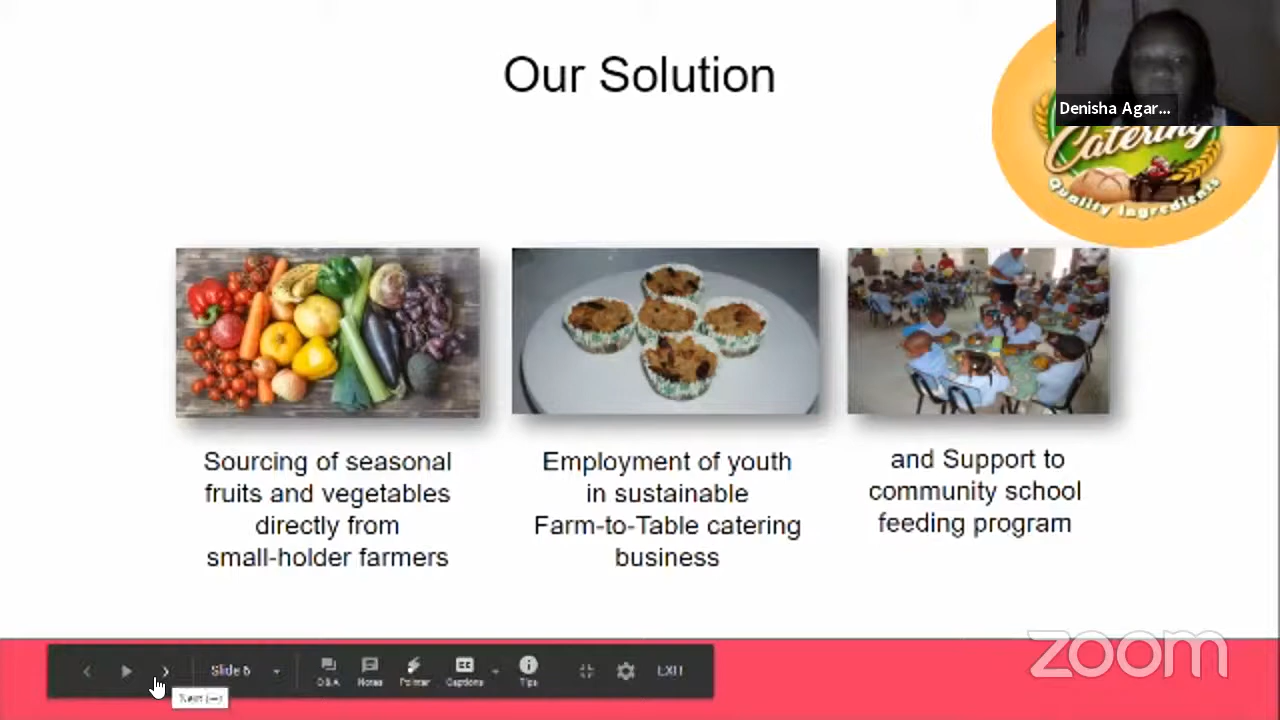 Our Solution
Denisha Agar...
Catering
Quality Ingredients
Sourcing of seasonal
fruits and vegetables
directly from
small-holder farmers
Employment of youth
in sustainable
Farm-to-Table catering
business
and Support to
community school
feeding program
Slide 6
Q&A
Notes
Pointer
Captions
Tips
EXIT
Next (→)
zoom